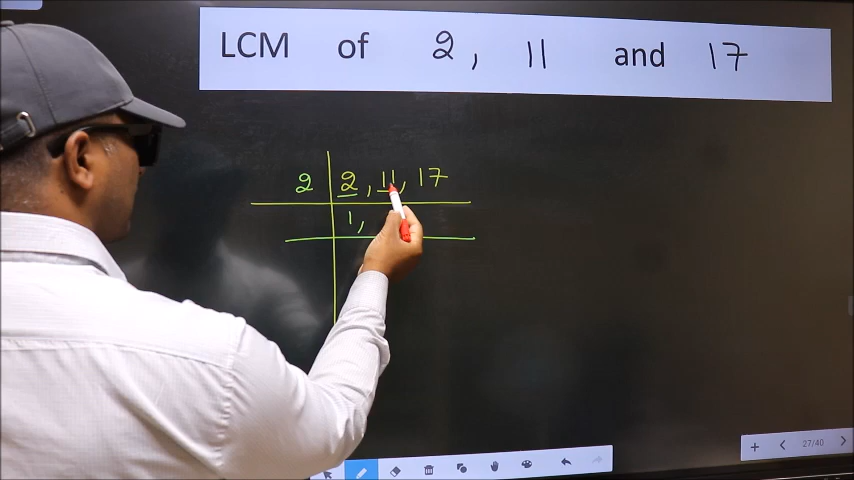 LCM of 2, 11 and 17
2 2, 11, 17
1,
27/40